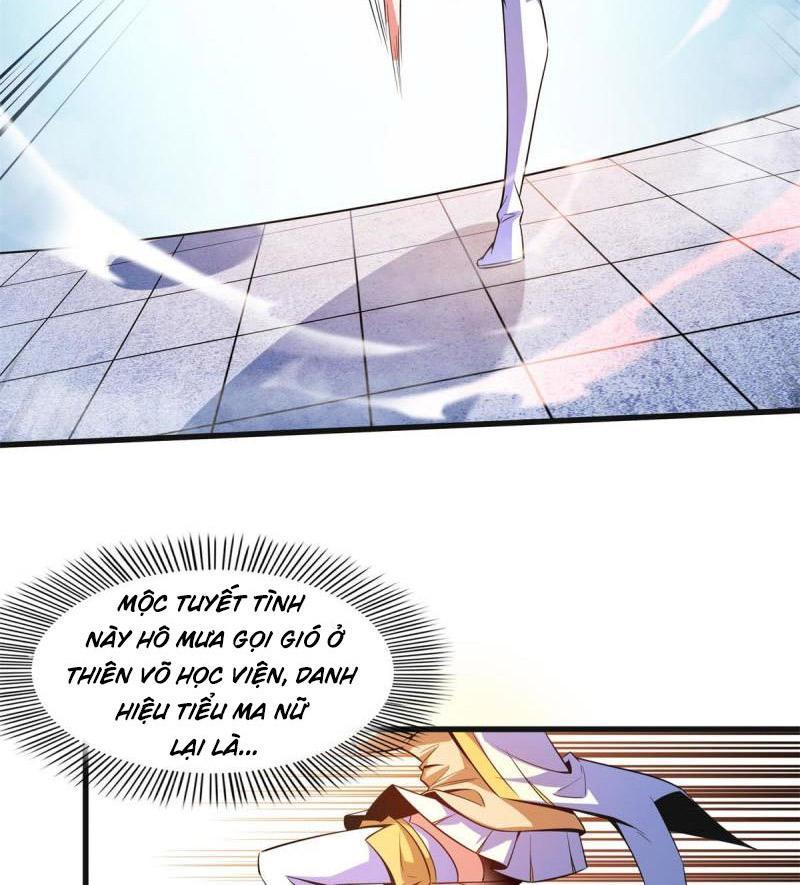 MỘC TUYẾT TÌNH
NÀY HÔ MƯA GỌI GIÓ Ở
THIÊN VÕ HỌC VIỆN, DANH
HIỆU TIỂU MA NỮ
LẠI LÀ...